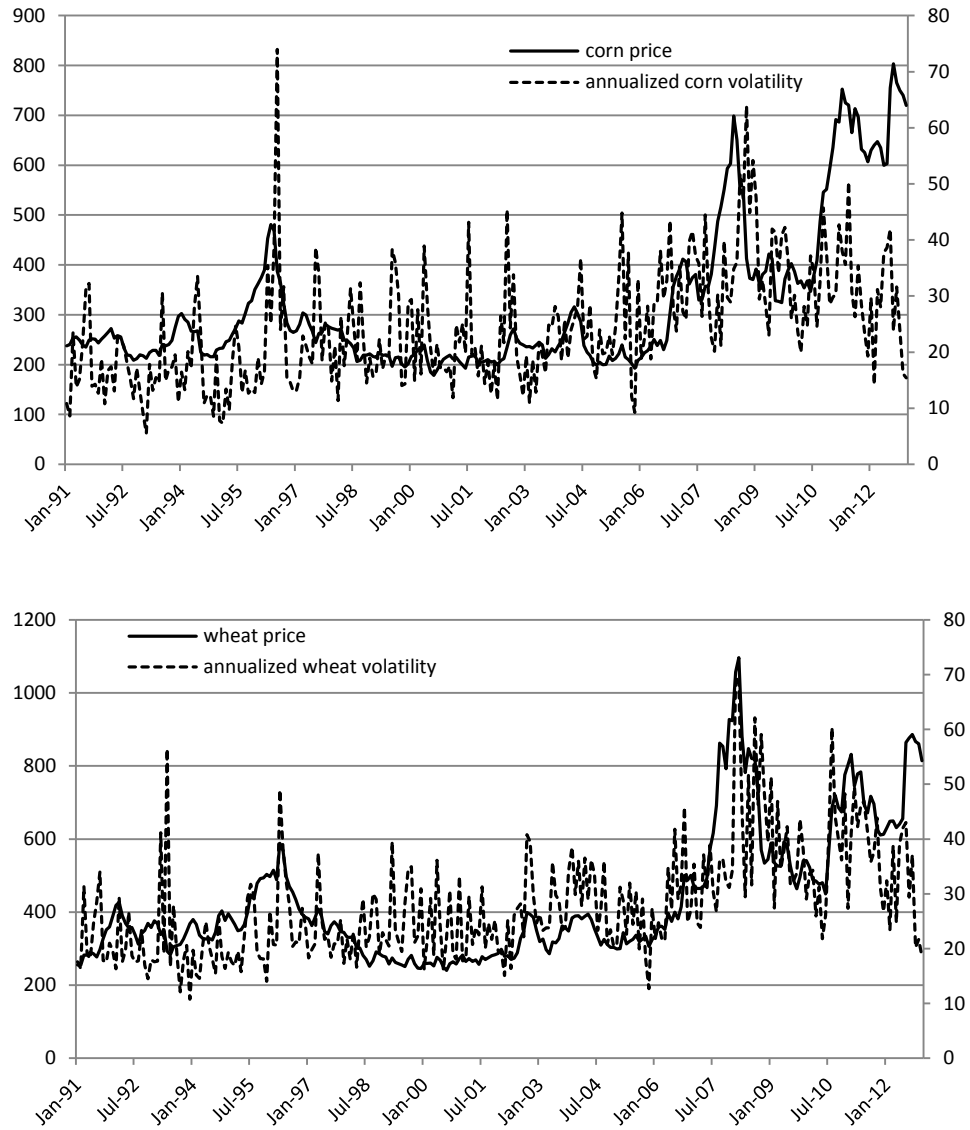 900
800
700
600
500
400
300
200
100
0
80
70
60
50
40
30
20
10
0
corn price
annualized corn volatility
Jan-91
Jul-92
Jan-94
Jul-95
Jan-97
Jul-98
Jan-00
Jul-01
Jan-03
Jul-04
Jan-06
Jul-07
Jan-09
Jul-10
Jan-12
1200
1000
800
600
400
200
0
80
70
60
50
40
30
20
10
0
wheat price
annualized wheat volatility
Jan-91
Jul-92
Jan-94
Jul-95
Jan-97
Jul-98
Jan-00
Jul-01
Jan-03
Jul-04
Jan-06
Jul-07
Jan-09
Jul-10
Jan-12